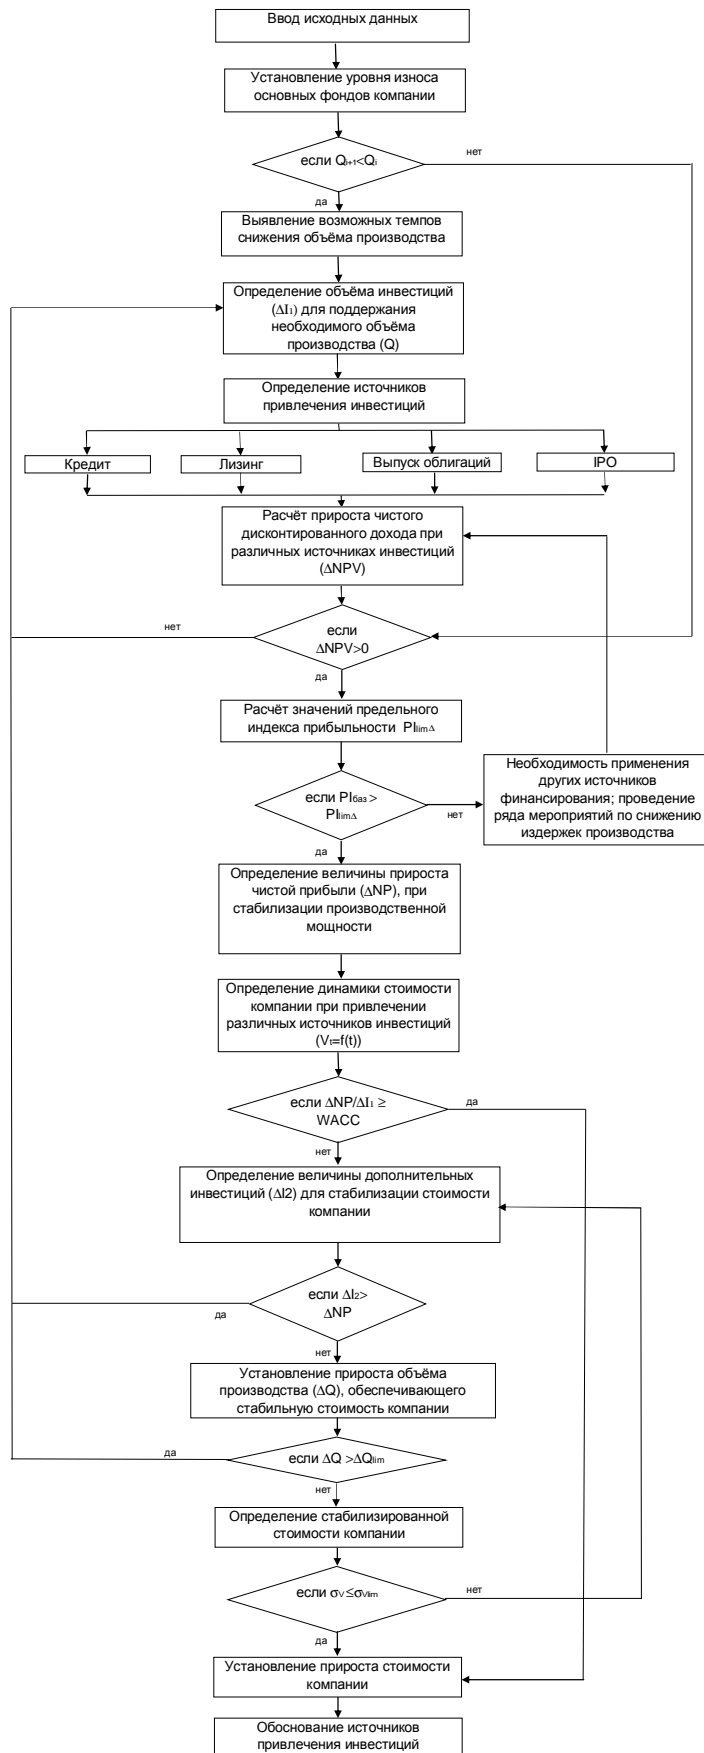 Ввод исходных данных
Установление уровня износа
основных фондов компании
если Qi+1<Qi
нет
да
Выявление возможных темпов
снижения объёма производства
Определение объёма инвестиций
(ΔI1) для поддержания
необходимого объёма
производства (Q)
Определение источников
привлечения инвестиций
Кредит
Лизинг
Выпуск облигаций
IPO
Расчёт прироста чистого
дисконтированного дохода при
различных источниках инвестиций
(ΔNPV)
нет
если
ΔNPV>0
да
Расчёт значений предельного
индекса прибыльности PIlimΔ
Необходимость применения
других источников
финансирования; проведение
ряда мероприятий по снижению
издержек производства
если PIбаз >
PIlimΔ
нет
да
Определение величины прироста
чистой прибыли (ΔNP), при
стабилизации производственной
мощности
Определение динамики стоимости
компании при привлечении
различных источников инвестиций
(Vt=f(t))
если ΔNP/ΔI1 ≥
WACC
да
нет
Определение величины дополнительных
инвестиций (ΔI2) для стабилизации стоимости
компании
если ΔI2>
ΔNP
да
нет
Установление прироста объёма
производства (ΔQ), обеспечивающего
стабильную стоимость компании
да
если ΔQ >ΔQlim
нет
Определение стабилизированной
стоимости компании
если σV≤σVlim
нет
да
Установление прироста стоимости
компании
Обоснование источников
привлечения инвестиций